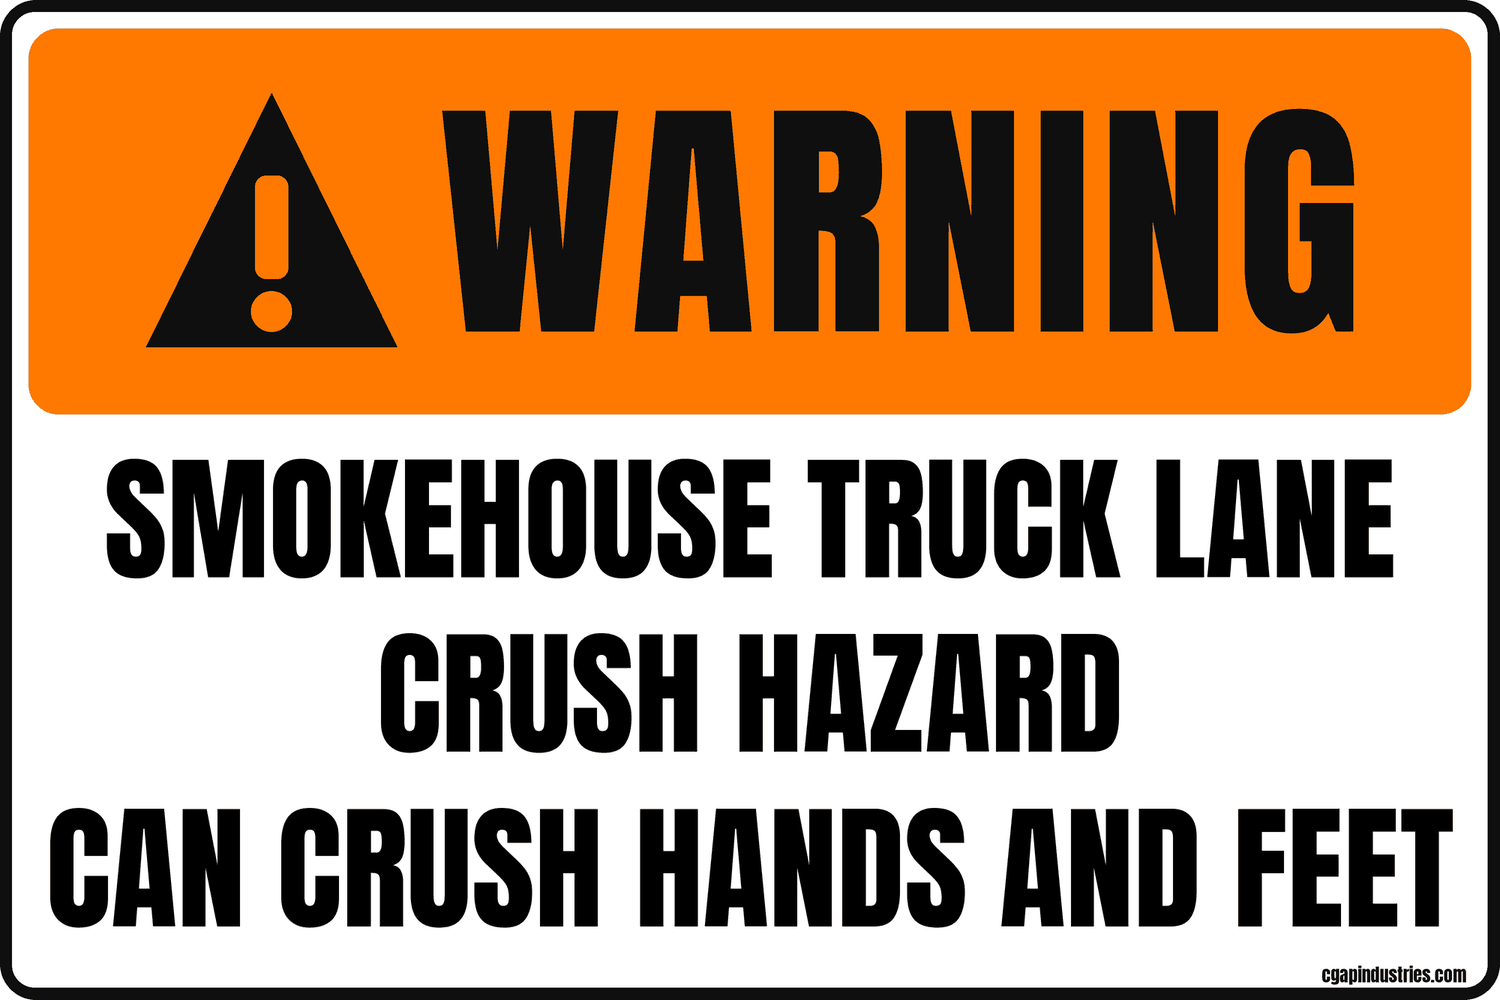 WARNING
SMOKEHOUSE TRUCK LANE
CRUSH HAZARD
CAN CRUSH HANDS AND FEET
cgapindustries.com